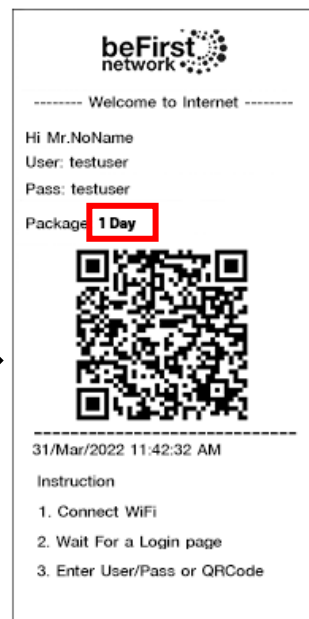 beFirst
network
-------- Welcome to Internet --------
Hi Mr.NoName
User: testuser
Pass: testuser
Package 1 Day
--------------------------------
31/Mar/2022 11:42:32 AM
Instruction
1. Connect WiFi
2. Wait For a Login page
3. Enter User/Pass or QRCode